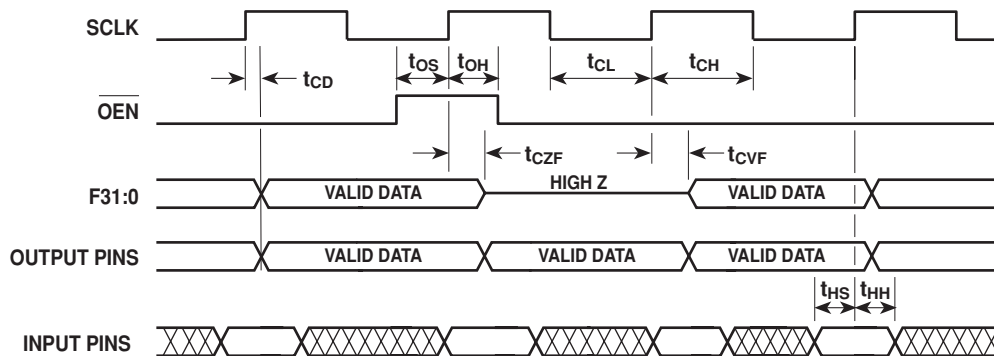 SCLK
tOS tOH tCL tCH
tCD
OEN
tCZF tCVF
HIGH Z
F31:0 VALID DATA VALID DATA
OUTPUT PINS VALID DATA VALID DATA VALID DATA
tHS tHH
INPUT PINS